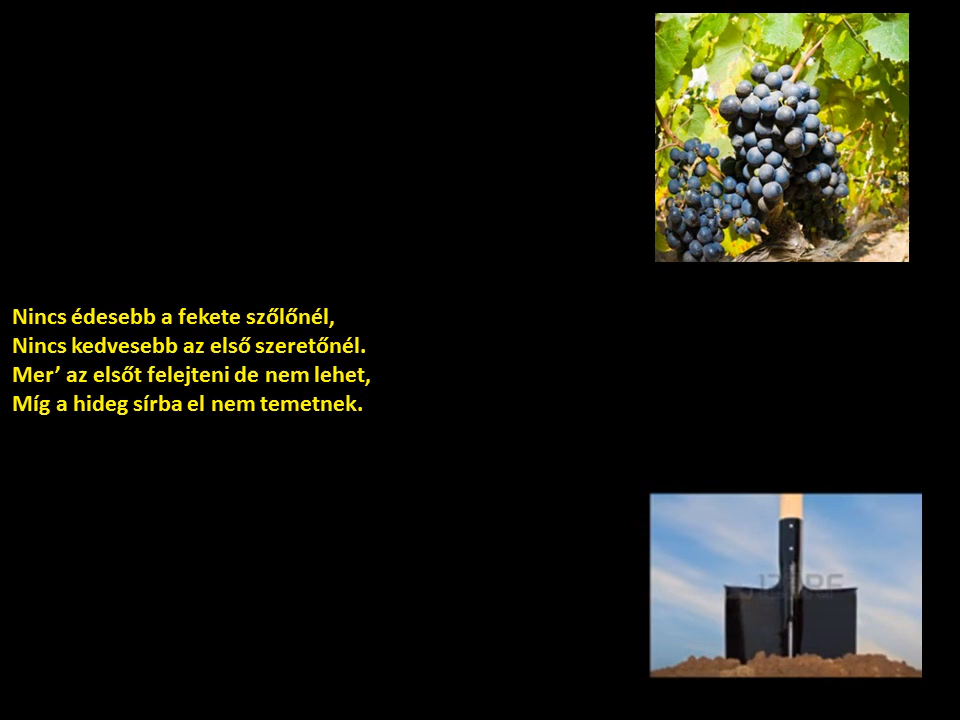 Nincs édesebb a fekete szőlőnél,
Nincs kedvesebb az első szeretőnél.
Mer’ az elsőt felejteni de nem lehet,
Míg a hideg sírba el nem temetnek.